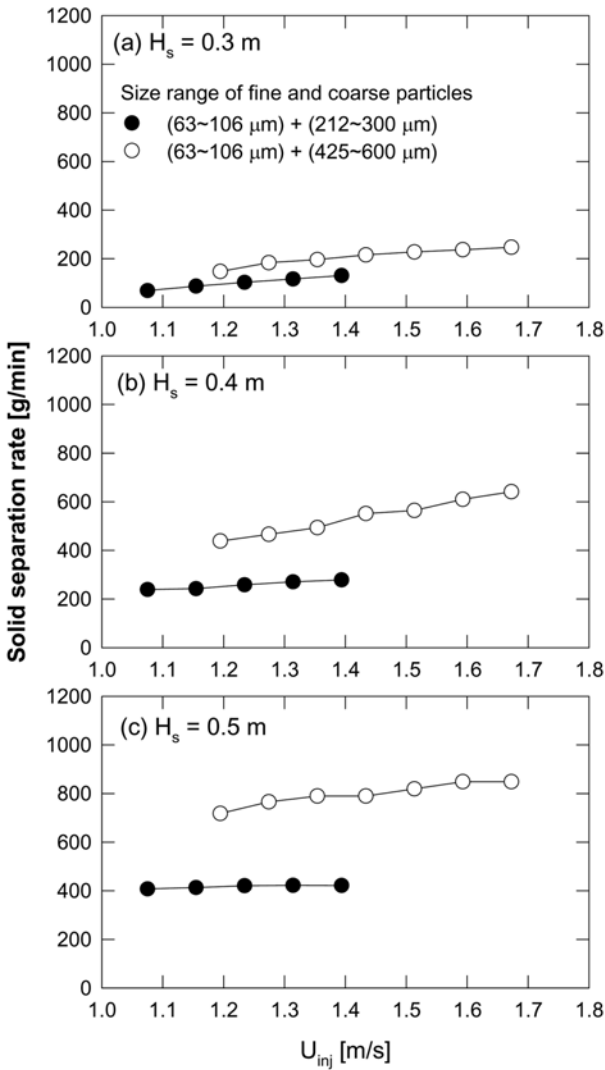 Solid separation rate [g/min]
1200
(a) Hₛ = 0.3 m
1000
Size range of fine and coarse particles
800
(63~106 μm) + (212~300 μm)
(63~106 μm) + (425~600 μm)
600
400
200
0
1.0 1.1 1.2 1.3 1.4 1.5 1.6 1.7 1.8
1200
(b) Hₛ = 0.4 m
1000
800
600
400
200
0
1.0 1.1 1.2 1.3 1.4 1.5 1.6 1.7 1.8
1200
(c) Hₛ = 0.5 m
1000
800
600
400
200
0
1.0 1.1 1.2 1.3 1.4 1.5 1.6 1.7 1.8
U_inj [m/s]